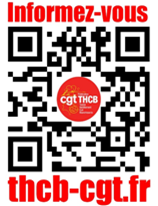 Informez-vous
cgt THCB
thcb-cgt.fr